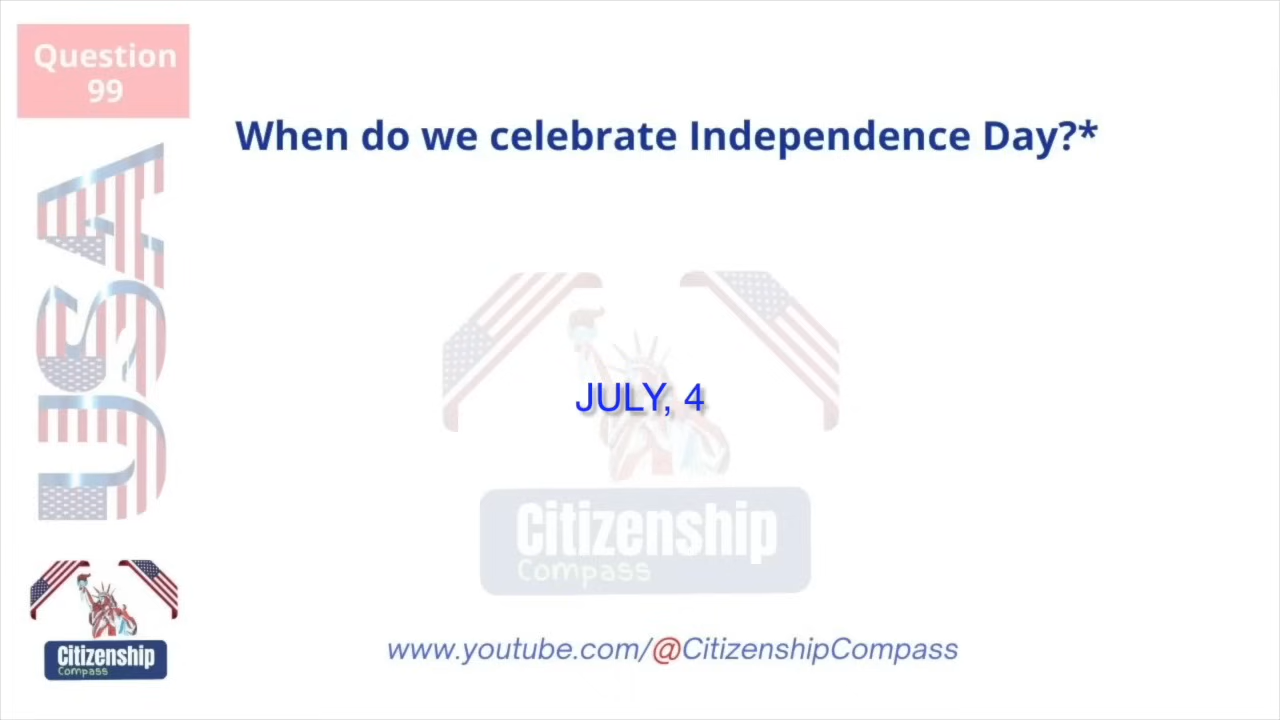 Question
99
When do we celebrate Independence Day?*
USA
JULY, 4
Citizenship
Compass
Citizenship
Compass
www.youtube.com/@CitizenshipCompass